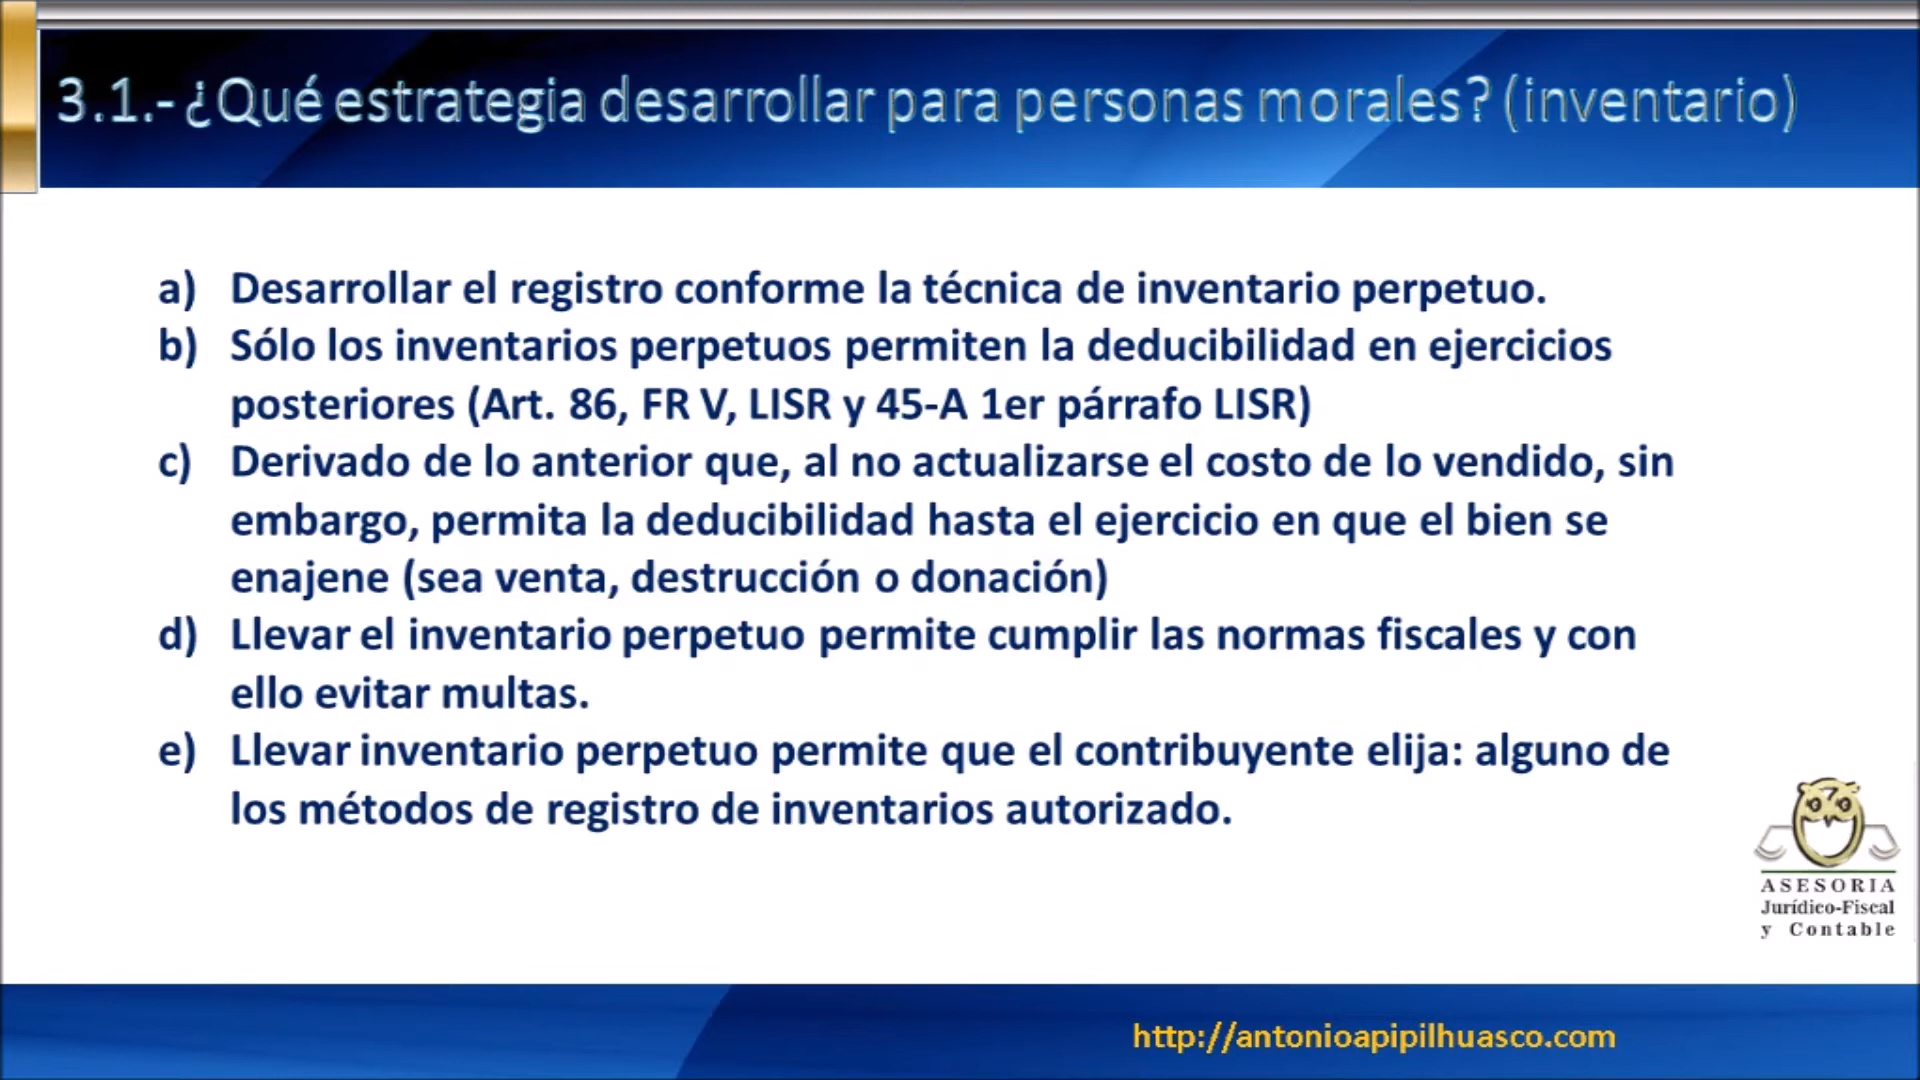 3.1.- ¿Qué estrategia desarrollar para personas morales? (inventario)
a) Desarrollar el registro conforme la técnica de inventario perpetuo.
b) Sólo los inventarios perpetuos permiten la deducibilidad en ejercicios
posteriores (Art. 86, FR V, LISR y 45-A 1er párrafo LISR)
c) Derivado de lo anterior que, al no actualizarse el costo de lo vendido, sin
embargo, permita la deducibilidad hasta el ejercicio en que el bien se
enajene (sea venta, destrucción o donación)
d) Llevar el inventario perpetuo permite cumplir las normas fiscales y con
ello evitar multas.
e) Llevar inventario perpetuo permite que el contribuyente elija: alguno de
los métodos de registro de inventarios autorizado.
ASESORIA
Jurídico-Fiscal
y Contable
http://antonioapipilhuasco.com